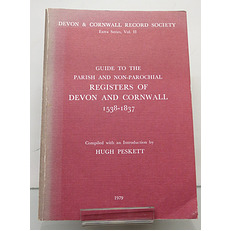 DEVON & CORNWALL RECORD SOCIETY
Extra Series, Vol. II
GUIDE TO THE
PARISH AND NON-PAROCHIAL
REGISTERS OF
DEVON AND CORNWALL
1538-1837
Compiled with an Introduction by
HUGH PESKETT
1979